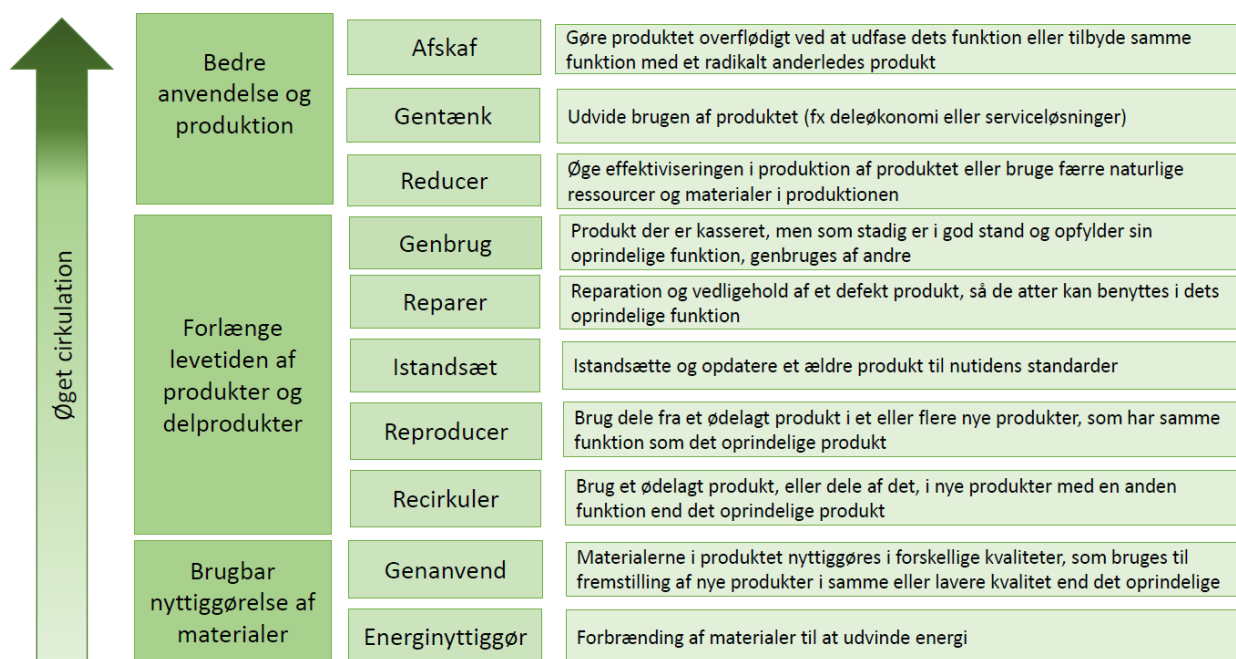 Øget cirkulation
Bedre
anvendelse og
produktion
Afskaf
Gøre produktet overflødigt ved at udfase dets funktion eller tilbyde samme
funktion med et radikalt anderledes produkt
Gentænk
Udvide brugen af produktet (fx deleøkonomi eller serviceløsninger)
Reducer
Øge effektiviseringen i produktion af produktet eller bruge færre naturlige
ressourcer og materialer i produktionen
Forlænge
levetiden af
produkter og
delprodukter
Genbrug
Produkt der er kasseret, men som stadig er i god stand og opfylder sin
oprindelige funktion, genbruges af andre
Reparer
Reparation og vedligehold af et defekt produkt, så de atter kan benyttes i dets
oprindelige funktion
Istandsæt
Istandsætte og opdatere et ældre produkt til nutidens standarder
Reproducer
Brug dele fra et ødelagt produkt i et eller flere nye produkter, som har samme
funktion som det oprindelige produkt
Recirkuler
Brug et ødelagt produkt, eller dele af det, i nye produkter med en anden
funktion end det oprindelige produkt
Brugbar
nyttiggørelse af
materialer
Genanvend
Materialerne i produktet nyttiggøres i forskellige kvaliteter, som bruges til
fremstilling af nye produkter i samme eller lavere kvalitet end det oprindelige
Energinyttiggør
Forbrænding af materialer til at udvinde energi